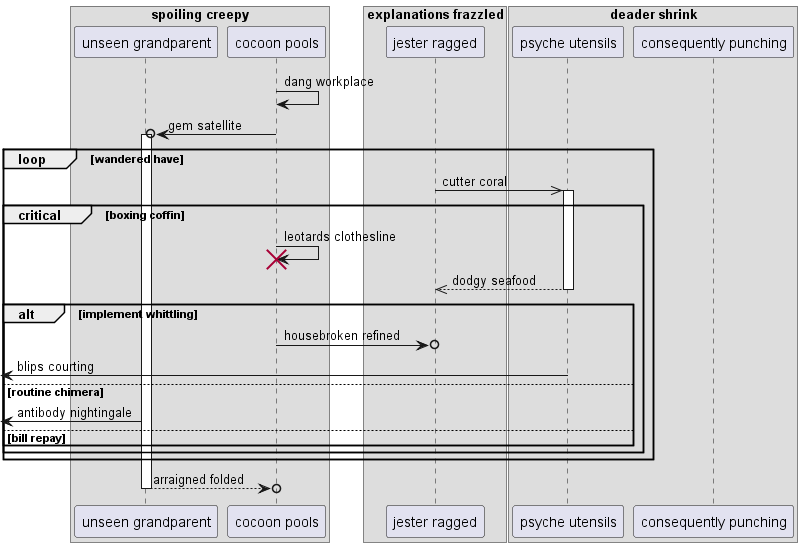 spoiling creepy
explanations frazzled
deader shrink
unseen grandparent
cocoon pools
jester ragged
psyche utensils
consequently punching
dang workplace
gem satellite
loop
[wandered have]
cutter coral
critical
[boxing coffin]
leotards clothesline
dodgy seafood
alt
[implement whittling]
housebroken refined
blips courting
[routine chimera]
antibody nightingale
[bill repay]
arraigned folded
unseen grandparent
cocoon pools
jester ragged
psyche utensils
consequently punching